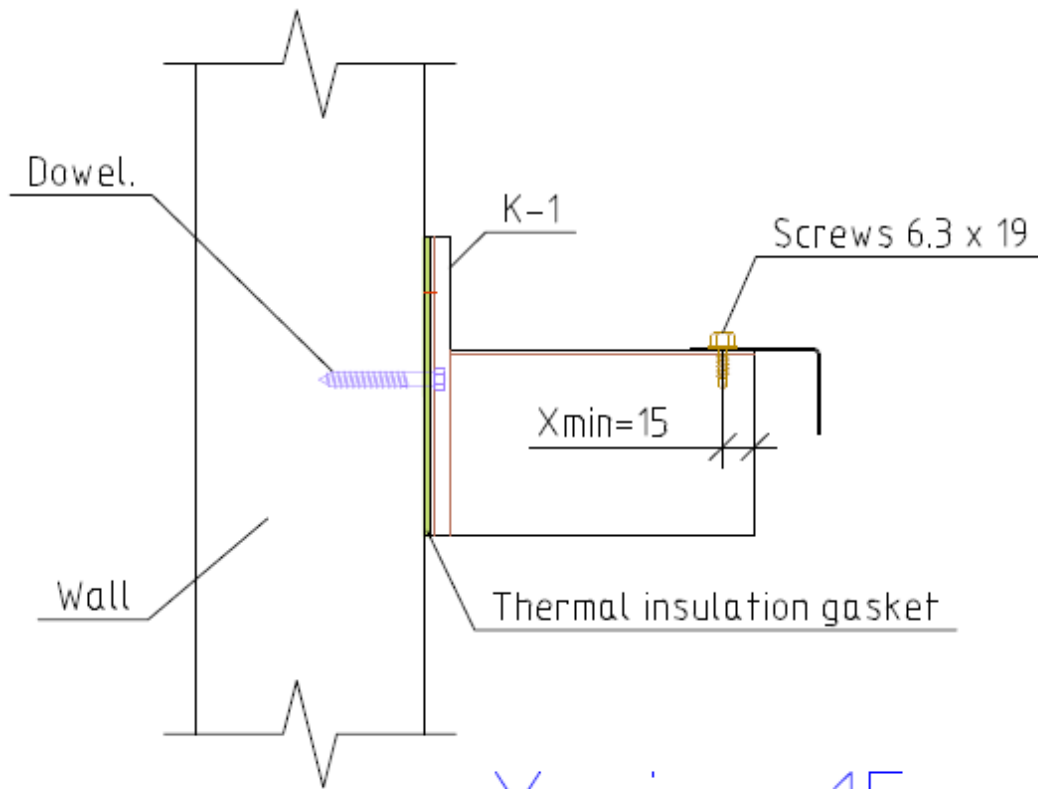 Dowel.
K-1
Screws 6.3 x 19
Xmin=15
Wall
Thermal insulation gasket